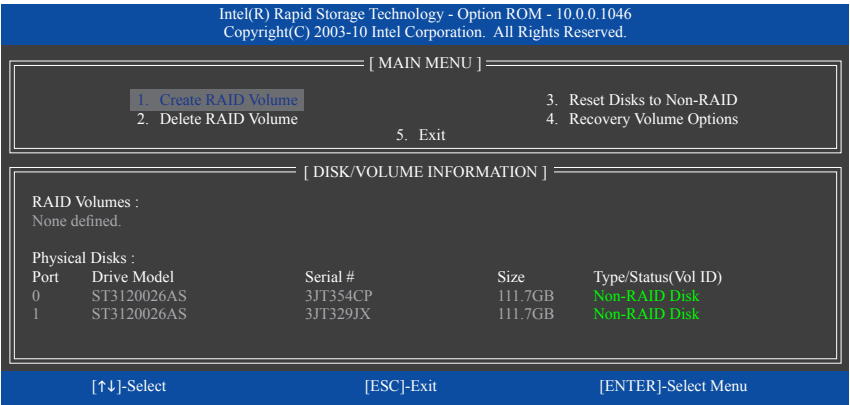 Intel(R) Rapid Storage Technology - Option ROM - 10.0.0.1046
Copyright(C) 2003-10 Intel Corporation. All Rights Reserved.
[ MAIN MENU ]
1. Create RAID Volume 3. Reset Disks to Non-RAID
2. Delete RAID Volume 4. Recovery Volume Options
5. Exit
[ DISK/VOLUME INFORMATION ]
RAID Volumes :
None defined.
Physical Disks :
Port Drive Model Serial # Size Type/Status(Vol ID)
0 ST3120026AS 3JT354CP 111.7GB Non-RAID Disk
1 ST3120026AS 3JT329JX 111.7GB Non-RAID Disk
[↑↓]-Select [ESC]-Exit [ENTER]-Select Menu